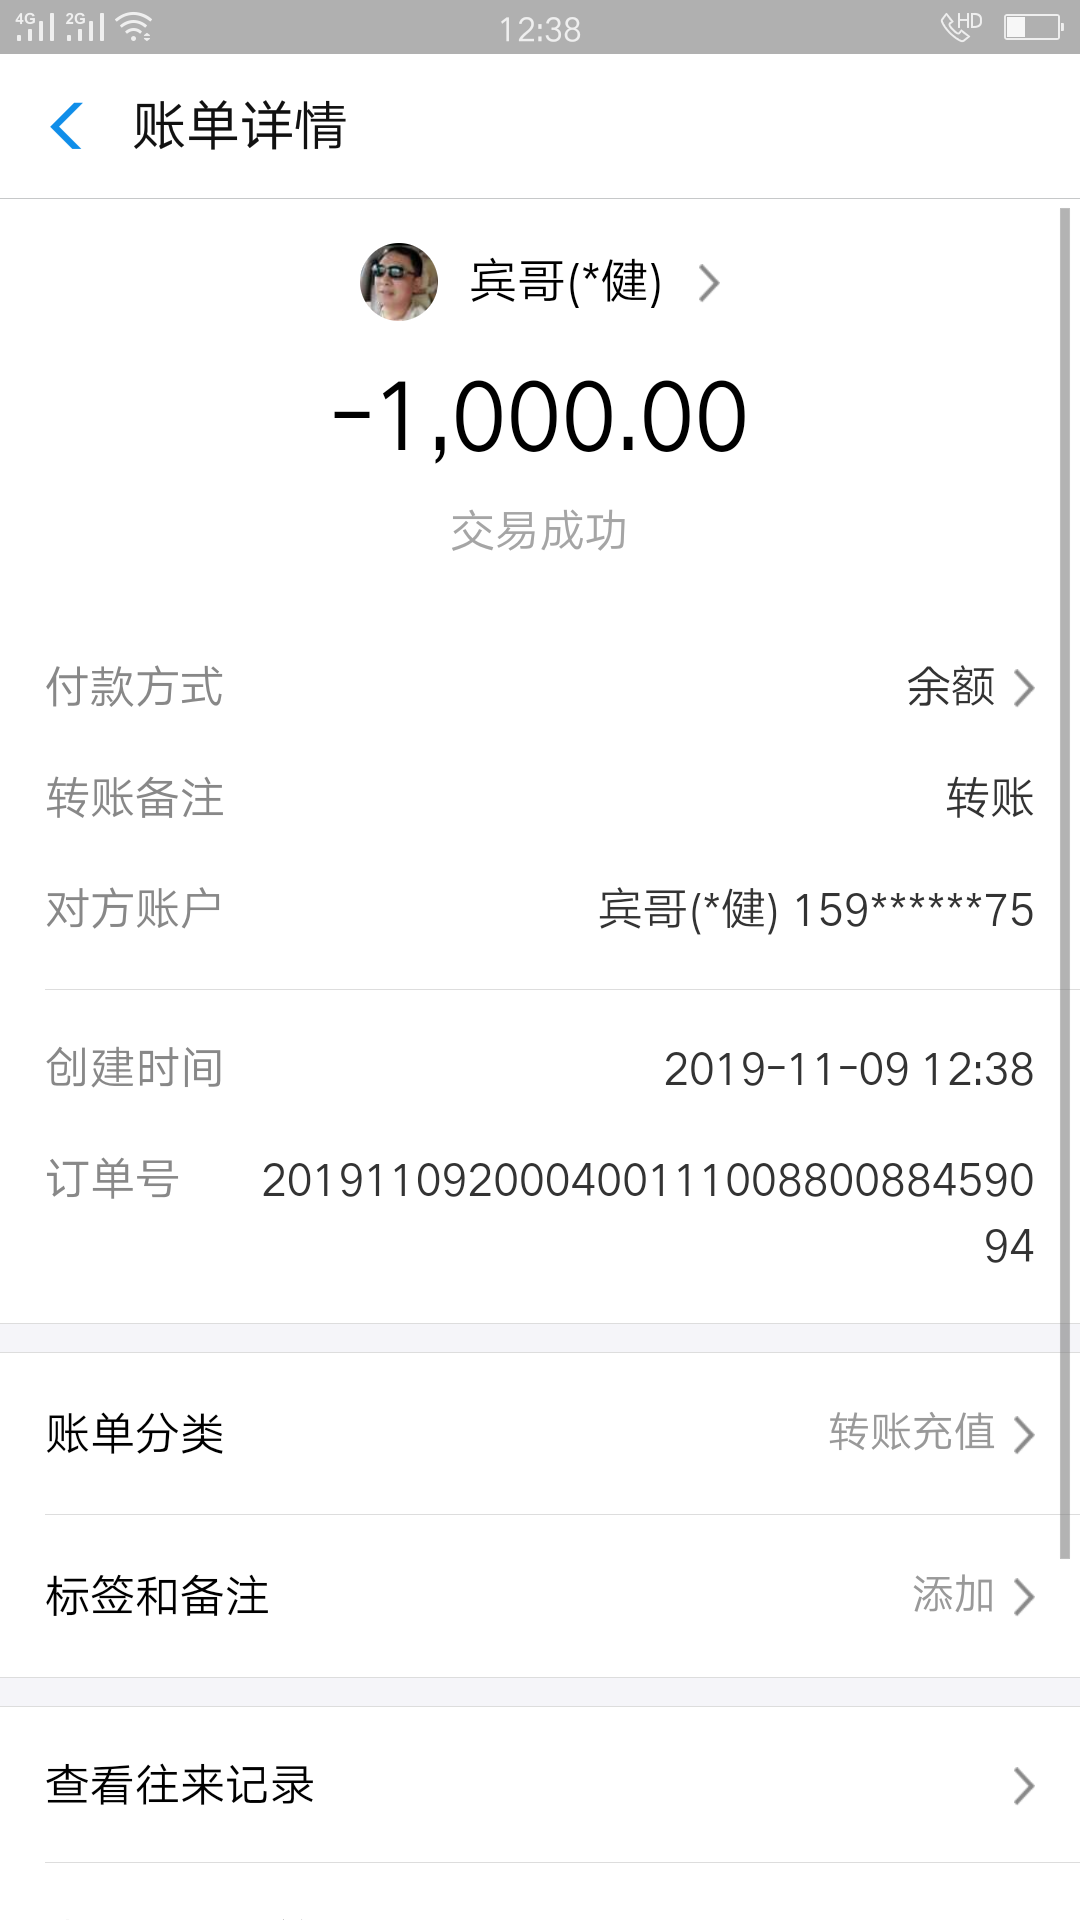 4G 2G 12:38 HD
账单详情
宾哥(*健)
-1,000.00
交易成功
付款方式 余额
转账备注 转账
对方账户 宾哥(*健) 159******75
创建时间 2019-11-09 12:38
订单号 201911092000400111008800884590
94
账单分类 转账充值
标签和备注 添加
查看往来记录